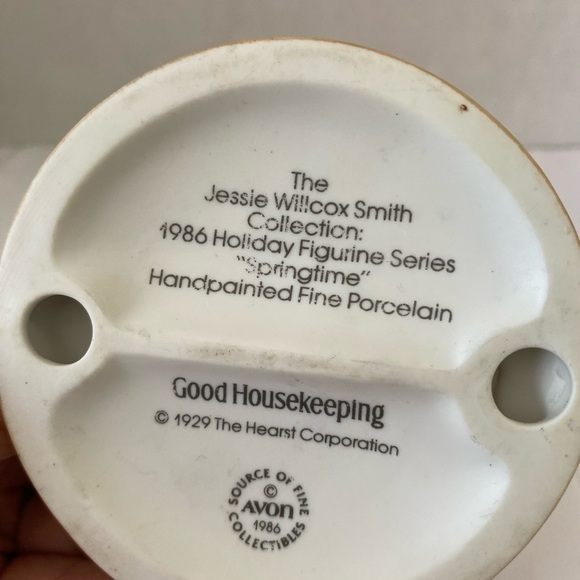 The
Jessie Willcox Smith
Collection:
1986 Holiday Figurine Series
"Springtime"
Handpainted Fine Porcelain
Good Housekeeping
© 1929 The Hearst Corporation
SOURCE OF FINE
©
AVON
1986
COLLECTIBLES